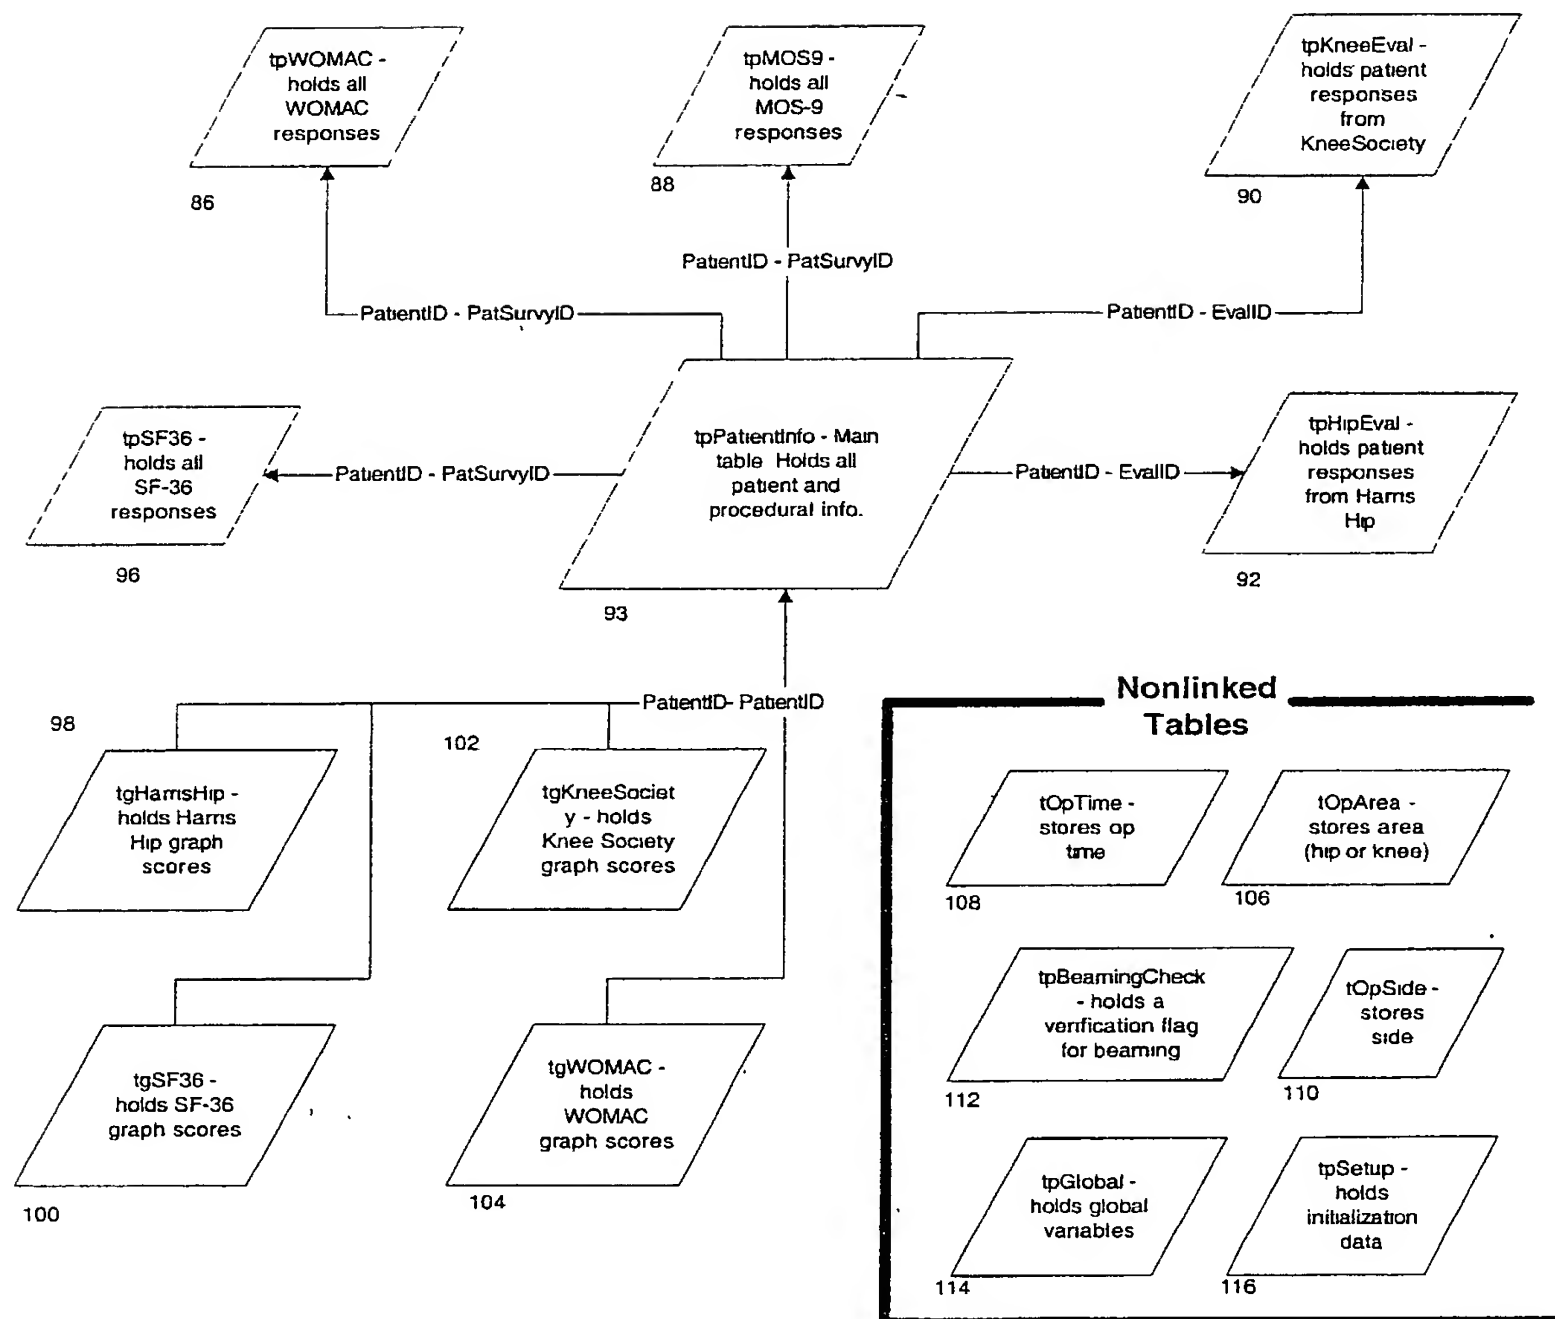 tpWOMAC -
holds all
WOMAC
responses
86
tpMOS9 -
holds all
MOS-9
responses
88
tpKneeEval -
holds patient
responses
from
KneeSociety
90
PatientID - PatSurvyID
PatientID - PatSurvyID
PatientID - EvalID
tpSF36 -
holds all
SF-36
responses
96
PatientID - PatSurvyID
tpPatientInfo - Main
table Holds all
patient and
procedural info.
93
PatientID - EvalID
tpHipEval -
holds patient
responses
from Harris
Hip
92
PatientID- PatientID
98
tgHarrisHip -
holds Harris
Hip graph
scores
102
tgKneeSociet
y - holds
Knee Society
graph scores
tgSF36 -
holds SF-36
graph scores
100
tgWOMAC -
holds
WOMAC
graph scores
104
Nonlinked
Tables
tOpTime -
stores op
time
108
tOpArea -
stores area
(hip or knee)
106
tpBeamingCheck
- holds a
verification flag
for beaming
112
tOpSide -
stores
side
110
tpGlobal -
holds global
variables
114
tpSetup -
holds
initialization
data
116